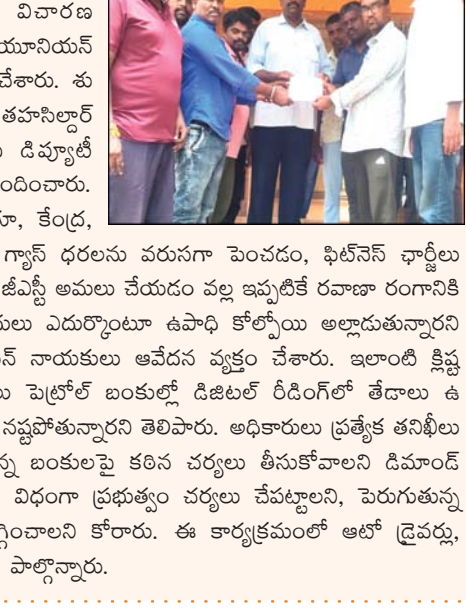 విచారణ
యూనియన్
చేశారు. శు
తహసిల్దార్
డిప్యూటీ
ందించారు.
కేంద్ర,
గ్యాస్ ధరలను వరుసగా పెంచడం, ఫిట్‌నెస్ ఛార్జీలు
జీఎస్టీ అమలు చేయడం వల్ల ఇప్పటికే రవాణా రంగానికి
ఎదుర్కొంటూ ఉపాధి కోల్పోయి అల్లాడుతున్నారని
నాయకులు ఆవేదన వ్యక్తం చేశారు. ఇలాంటి క్లిష్ట
పెట్రోల్ బంకుల్లో డిజిటల్ రీడింగ్‌లో తేడాలు ఉ
నష్టపోతున్నారని తెలిపారు. అధికారులు ప్రత్యేక తనిఖీలు
న్న బంకులపై కఠిన చర్యలు తీసుకోవాలని డిమాండ్
విధంగా ప్రభుత్వం చర్యలు చేపట్టాలని, పెరుగుతున్న
గ్గించాలని కోరారు. ఈ కార్యక్రమంలో ఆటో డ్రైవర్లు,
పాల్గొన్నారు.